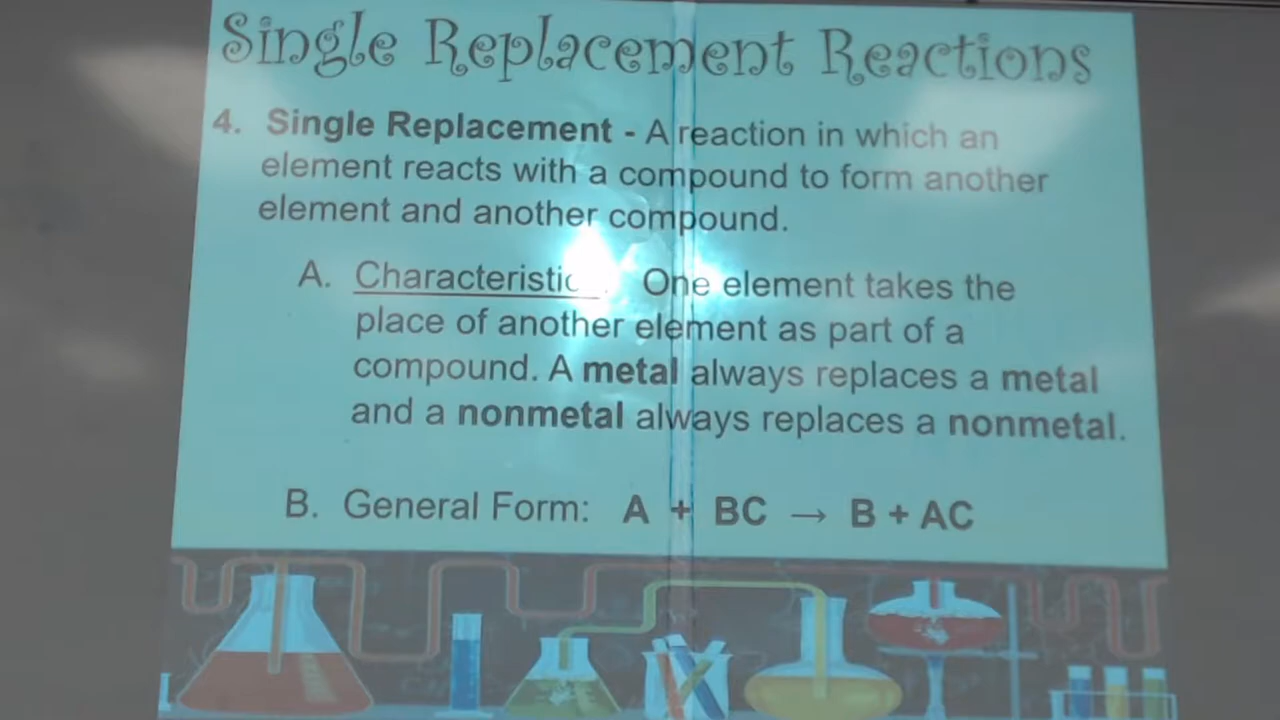 Single Replacement Reactions
4. Single Replacement - A reaction in which an
element reacts with a compound to form another
element and another compound.
A. Characteristic One element takes the
place of another element as part of a
compound. A metal always replaces a metal
and a nonmetal always replaces a nonmetal.
B. General Form: A + BC → B + AC